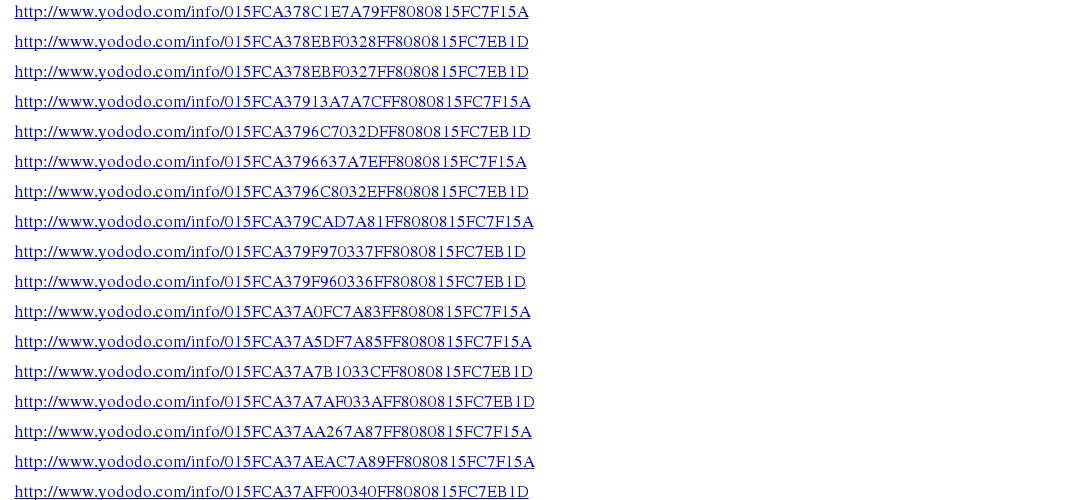 http://www.yododo.com/info/015FCA378C1E7A79FF8080815FC7F15A
http://www.yododo.com/info/015FCA378EBF0328FF8080815FC7EB1D
http://www.yododo.com/info/015FCA378EBF0327FF8080815FC7EB1D
http://www.yododo.com/info/015FCA37913A7A7CFF8080815FC7F15A
http://www.yododo.com/info/015FCA3796C7032DFF8080815FC7EB1D
http://www.yododo.com/info/015FCA3796637A7EFF8080815FC7F15A
http://www.yododo.com/info/015FCA3796C8032EFF8080815FC7EB1D
http://www.yododo.com/info/015FCA379CAD7A81FF8080815FC7F15A
http://www.yododo.com/info/015FCA379F970337FF8080815FC7EB1D
http://www.yododo.com/info/015FCA379F960336FF8080815FC7EB1D
http://www.yododo.com/info/015FCA37A0FC7A83FF8080815FC7F15A
http://www.yododo.com/info/015FCA37A5DF7A85FF8080815FC7F15A
http://www.yododo.com/info/015FCA37A7B1033CFF8080815FC7EB1D
http://www.yododo.com/info/015FCA37A7AF033AFF8080815FC7EB1D
http://www.yododo.com/info/015FCA37AA267A87FF8080815FC7F15A
http://www.yododo.com/info/015FCA37AEAC7A89FF8080815FC7F15A
http://www.yododo.com/info/015FCA37AFF00340FF8080815FC7EB1D